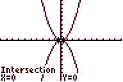 Intersection
X=0 Y=0